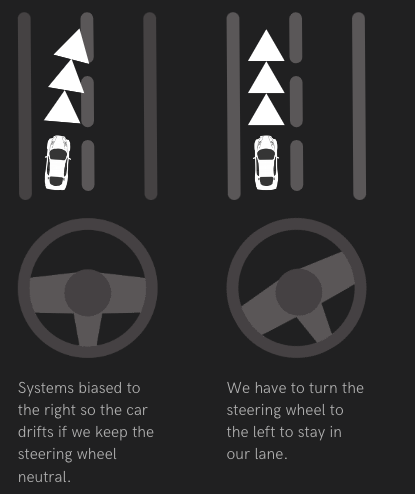 Systems biased to
the right so the car
drifts if we keep the
steering wheel
neutral.
We have to turn the
steering wheel to
the left to stay in
our lane.